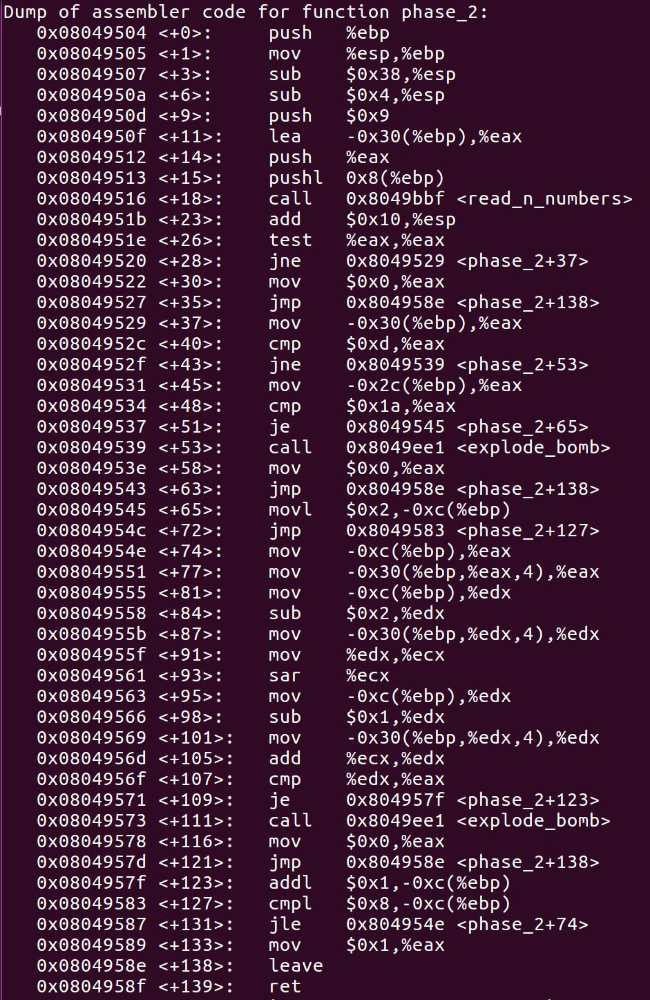 Dump of assembler code for function phase_2:
   0x08049504 <+0>:     push   %ebp
   0x08049505 <+1>:     mov    %esp,%ebp
   0x08049507 <+3>:     sub    $0x38,%esp
   0x0804950a <+6>:     sub    $0x4,%esp
   0x0804950d <+9>:     push   $0x9
   0x0804950f <+11>:    lea    -0x30(%ebp),%eax
   0x08049512 <+14>:    push   %eax
   0x08049513 <+15>:    pushl  0x8(%ebp)
   0x08049516 <+18>:    call   0x8049bbf <read_n_numbers>
   0x0804951b <+23>:    add    $0x10,%esp
   0x0804951e <+26>:    test   %eax,%eax
   0x08049520 <+28>:    jne    0x8049529 <phase_2+37>
   0x08049522 <+30>:    mov    $0x0,%eax
   0x08049527 <+35>:    jmp    0x804958e <phase_2+138>
   0x08049529 <+37>:    mov    -0x30(%ebp),%eax
   0x0804952c <+40>:    cmp    $0xd,%eax
   0x0804952f <+43>:    jne    0x8049539 <phase_2+53>
   0x08049531 <+45>:    mov    -0x2c(%ebp),%eax
   0x08049534 <+48>:    cmp    $0x1a,%eax
   0x08049537 <+51>:    je     0x8049545 <phase_2+65>
   0x08049539 <+53>:    call   0x8049ee1 <explode_bomb>
   0x0804953e <+58>:    mov    $0x0,%eax
   0x08049543 <+63>:    jmp    0x804958e <phase_2+138>
   0x08049545 <+65>:    movl   $0x2,-0xc(%ebp)
   0x0804954c <+72>:    jmp    0x8049583 <phase_2+127>
   0x0804954e <+74>:    mov    -0xc(%ebp),%eax
   0x08049551 <+77>:    mov    -0x30(%ebp,%eax,4),%eax
   0x08049555 <+81>:    mov    -0xc(%ebp),%edx
   0x08049558 <+84>:    sub    $0x2,%edx
   0x0804955b <+87>:    mov    -0x30(%ebp,%edx,4),%edx
   0x0804955f <+91>:    mov    %edx,%ecx
   0x08049561 <+93>:    sar    %ecx
   0x08049563 <+95>:    mov    -0xc(%ebp),%edx
   0x08049566 <+98>:    sub    $0x1,%edx
   0x08049569 <+101>:   mov    -0x30(%ebp,%edx,4),%edx
   0x0804956d <+105>:   add    %ecx,%edx
   0x0804956f <+107>:   cmp    %edx,%eax
   0x08049571 <+109>:   je     0x804957f <phase_2+123>
   0x08049573 <+111>:   call   0x8049ee1 <explode_bomb>
   0x08049578 <+116>:   mov    $0x0,%eax
   0x0804957d <+121>:   jmp    0x804958e <phase_2+138>
   0x0804957f <+123>:   addl   $0x1,-0xc(%ebp)
   0x08049583 <+127>:   cmpl   $0x8,-0xc(%ebp)
   0x08049587 <+131>:   jle    0x804954e <phase_2+74>
   0x08049589 <+133>:   mov    $0x1,%eax
   0x0804958e <+138>:   leave
   0x0804958f <+139>:   ret